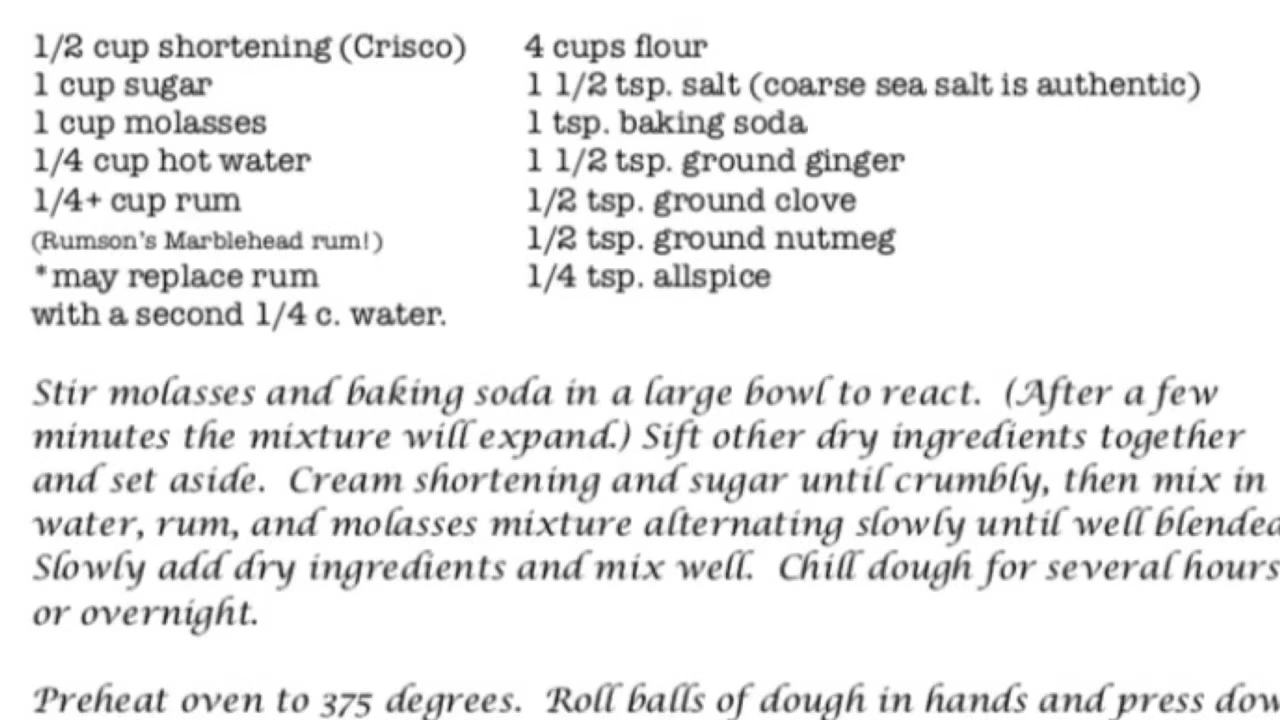 1/2 cup shortening (Crisco)
1 cup sugar
1 cup molasses
1/4 cup hot water
1/4+ cup rum
(Rumson's Marblehead rum!)
*may replace rum
with a second 1/4 c. water.
4 cups flour
1 1/2 tsp. salt (coarse sea salt is authentic)
1 tsp. baking soda
1 1/2 tsp. ground ginger
1/2 tsp. ground clove
1/2 tsp. ground nutmeg
1/4 tsp. allspice
Stir molasses and baking soda in a large bowl to react. (After a few
minutes the mixture will expand.) Sift other dry ingredients together
and set aside. Cream shortening and sugar until crumbly, then mix in
water, rum, and molasses mixture alternating slowly until well blended
Slowly add dry ingredients and mix well. Chill dough for several hours
or overnight.
Preheat oven to 375 degrees. Roll balls of dough in hands and press dow